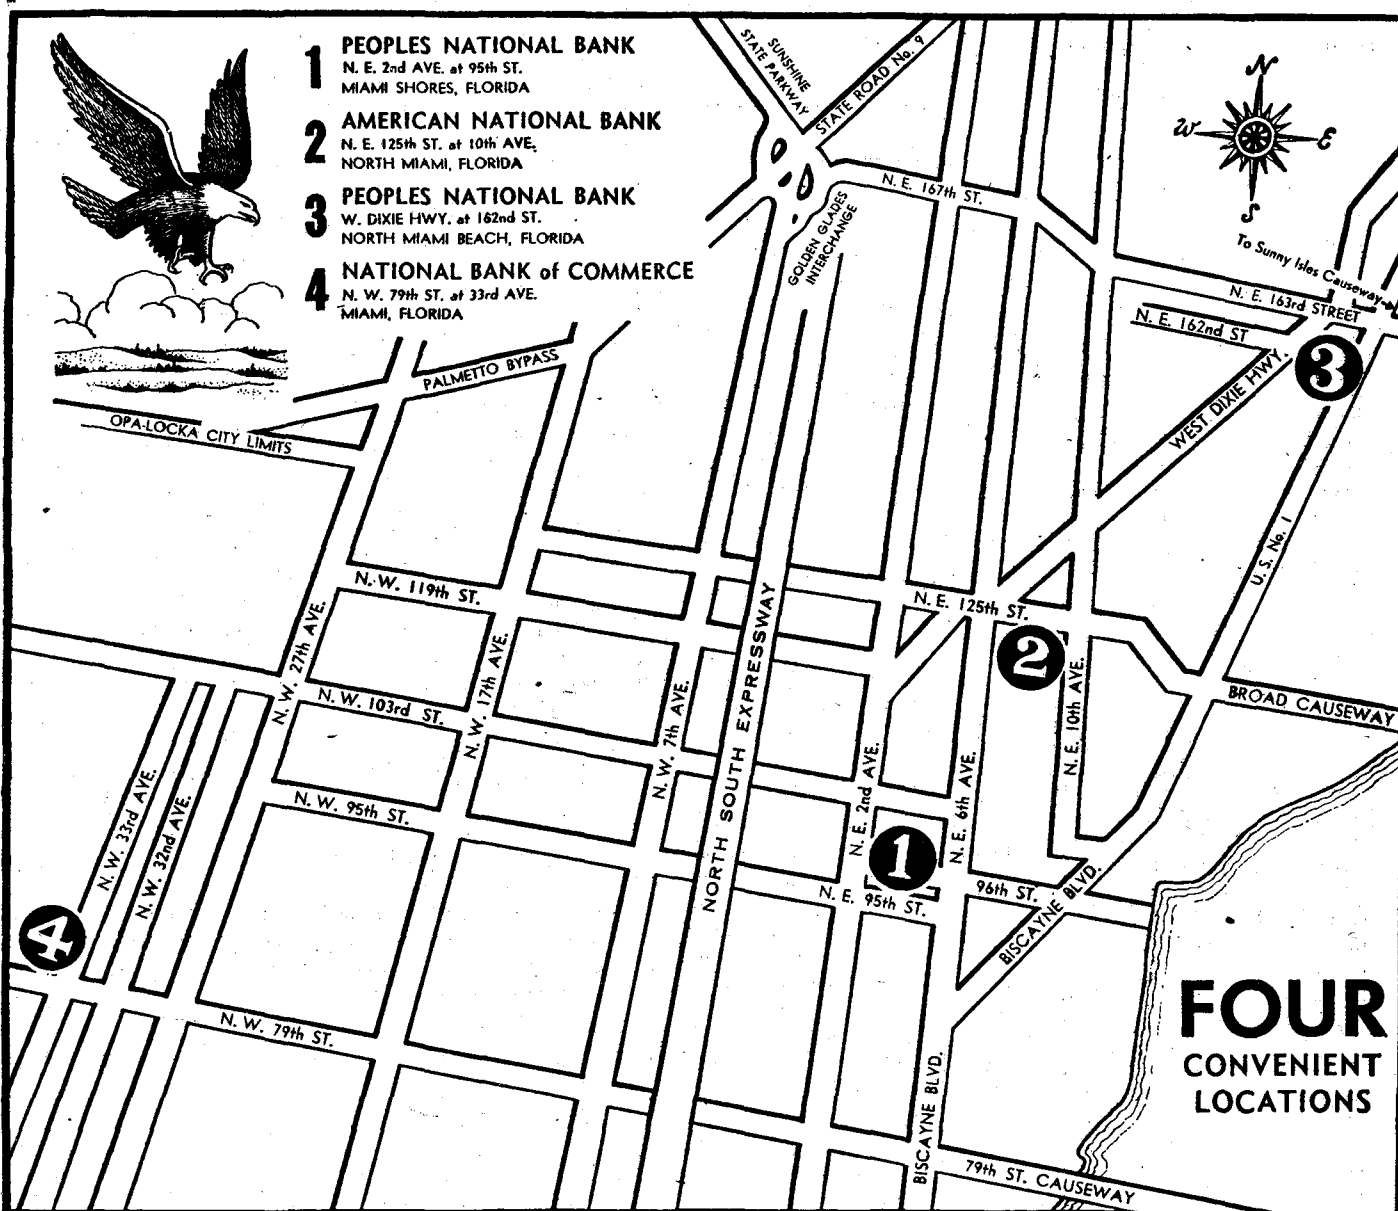 1
PEOPLES NATIONAL BANK
N. E. 2nd AVE. at 95th ST.
MIAMI SHORES, FLORIDA
2
AMERICAN NATIONAL BANK
N. E. 125th ST. at 10th AVE.
NORTH MIAMI, FLORIDA
3
PEOPLES NATIONAL BANK
W. DIXIE HWY. at 162nd ST.
NORTH MIAMI BEACH, FLORIDA
4
NATIONAL BANK of COMMERCE
N. W. 79th ST. at 33rd AVE.
MIAMI, FLORIDA
SUNSHINE
STATE PARKWAY
STATE ROAD No. 9
N
W
E
S
N. E. 167th ST.
GOLDEN GLADES
INTERCHANGE
To Sunny Isles Causeway
N. E. 163rd STREET
N. E. 162nd ST
3
WEST DIXIE HWY.
PALMETTO BYPASS
OPA-LOCKA CITY LIMITS
U.S. No. 1
N. W. 119th ST.
N. E. 125th ST.
2
N. W. 27th AVE.
N. W. 17th AVE.
N. W. 103rd ST.
N. W. 7th AVE.
NORTH SOUTH EXPRESSWAY
N. E. 10th AVE.
BROAD CAUSEWAY
N. E. 2nd AVE.
N. E. 6th AVE.
N. W. 33rd AVE.
N. W. 32nd AVE.
N. W. 95th ST.
1
N. E. 95th ST.
96th ST.
BISCAYNE BLVD.
4
N. W. 79th ST.
BISCAYNE BLVD.
79th ST. CAUSEWAY
FOUR
CONVENIENT
LOCATIONS